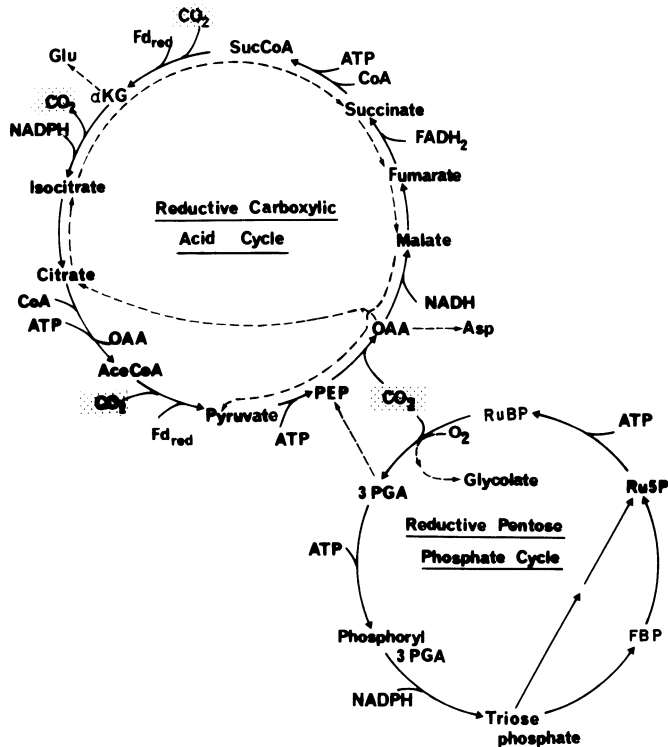 CO2
Fdred
SucCoA
ATP
CoA
Glu
αKG
CO2
NADPH
Succinate
FADH2
Isocitrate
Fumarate
Reductive Carboxylic
Acid Cycle
Malate
Citrate
CoA
ATP
OAA
NADH
OAA
Asp
AceCoA
CO2
Pyruvate
PEP
CO2
Fdred
ATP
RuBP
ATP
O2
Glycolate
3 PGA
Ru5P
Reductive Pentose
Phosphate Cycle
ATP
Phosphoryl
3 PGA
FBP
NADPH
Triose
phosphate